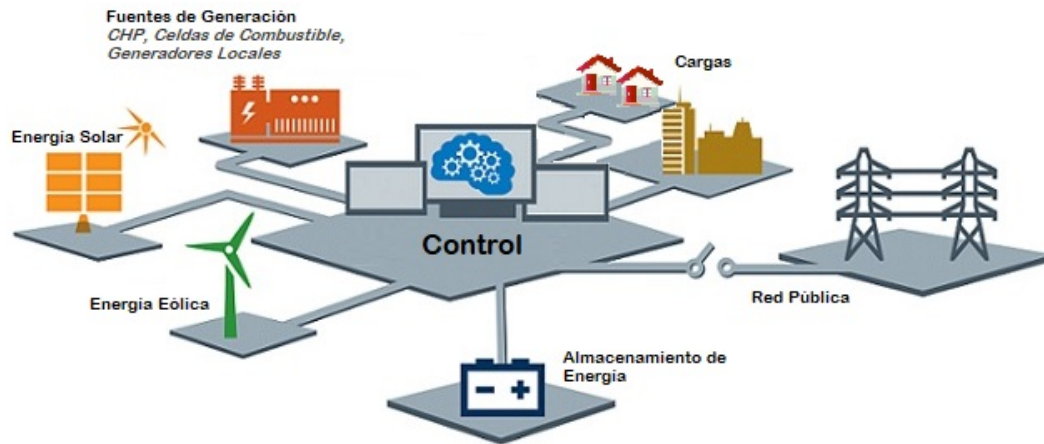 Fuentes de Generación
CHP, Celdas de Combustible,
Generadores Locales
Cargas
Energía Solar
Control
Energía Eólica
Red Pública
Almacenamiento de
Energía